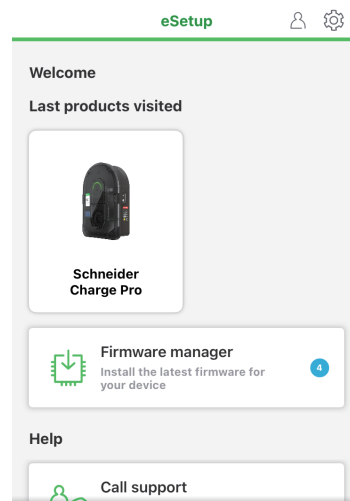 eSetup
Welcome
Last products visited
Schneider
Charge Pro
Firmware manager
Install the latest firmware for
your device
4
Help
Call support